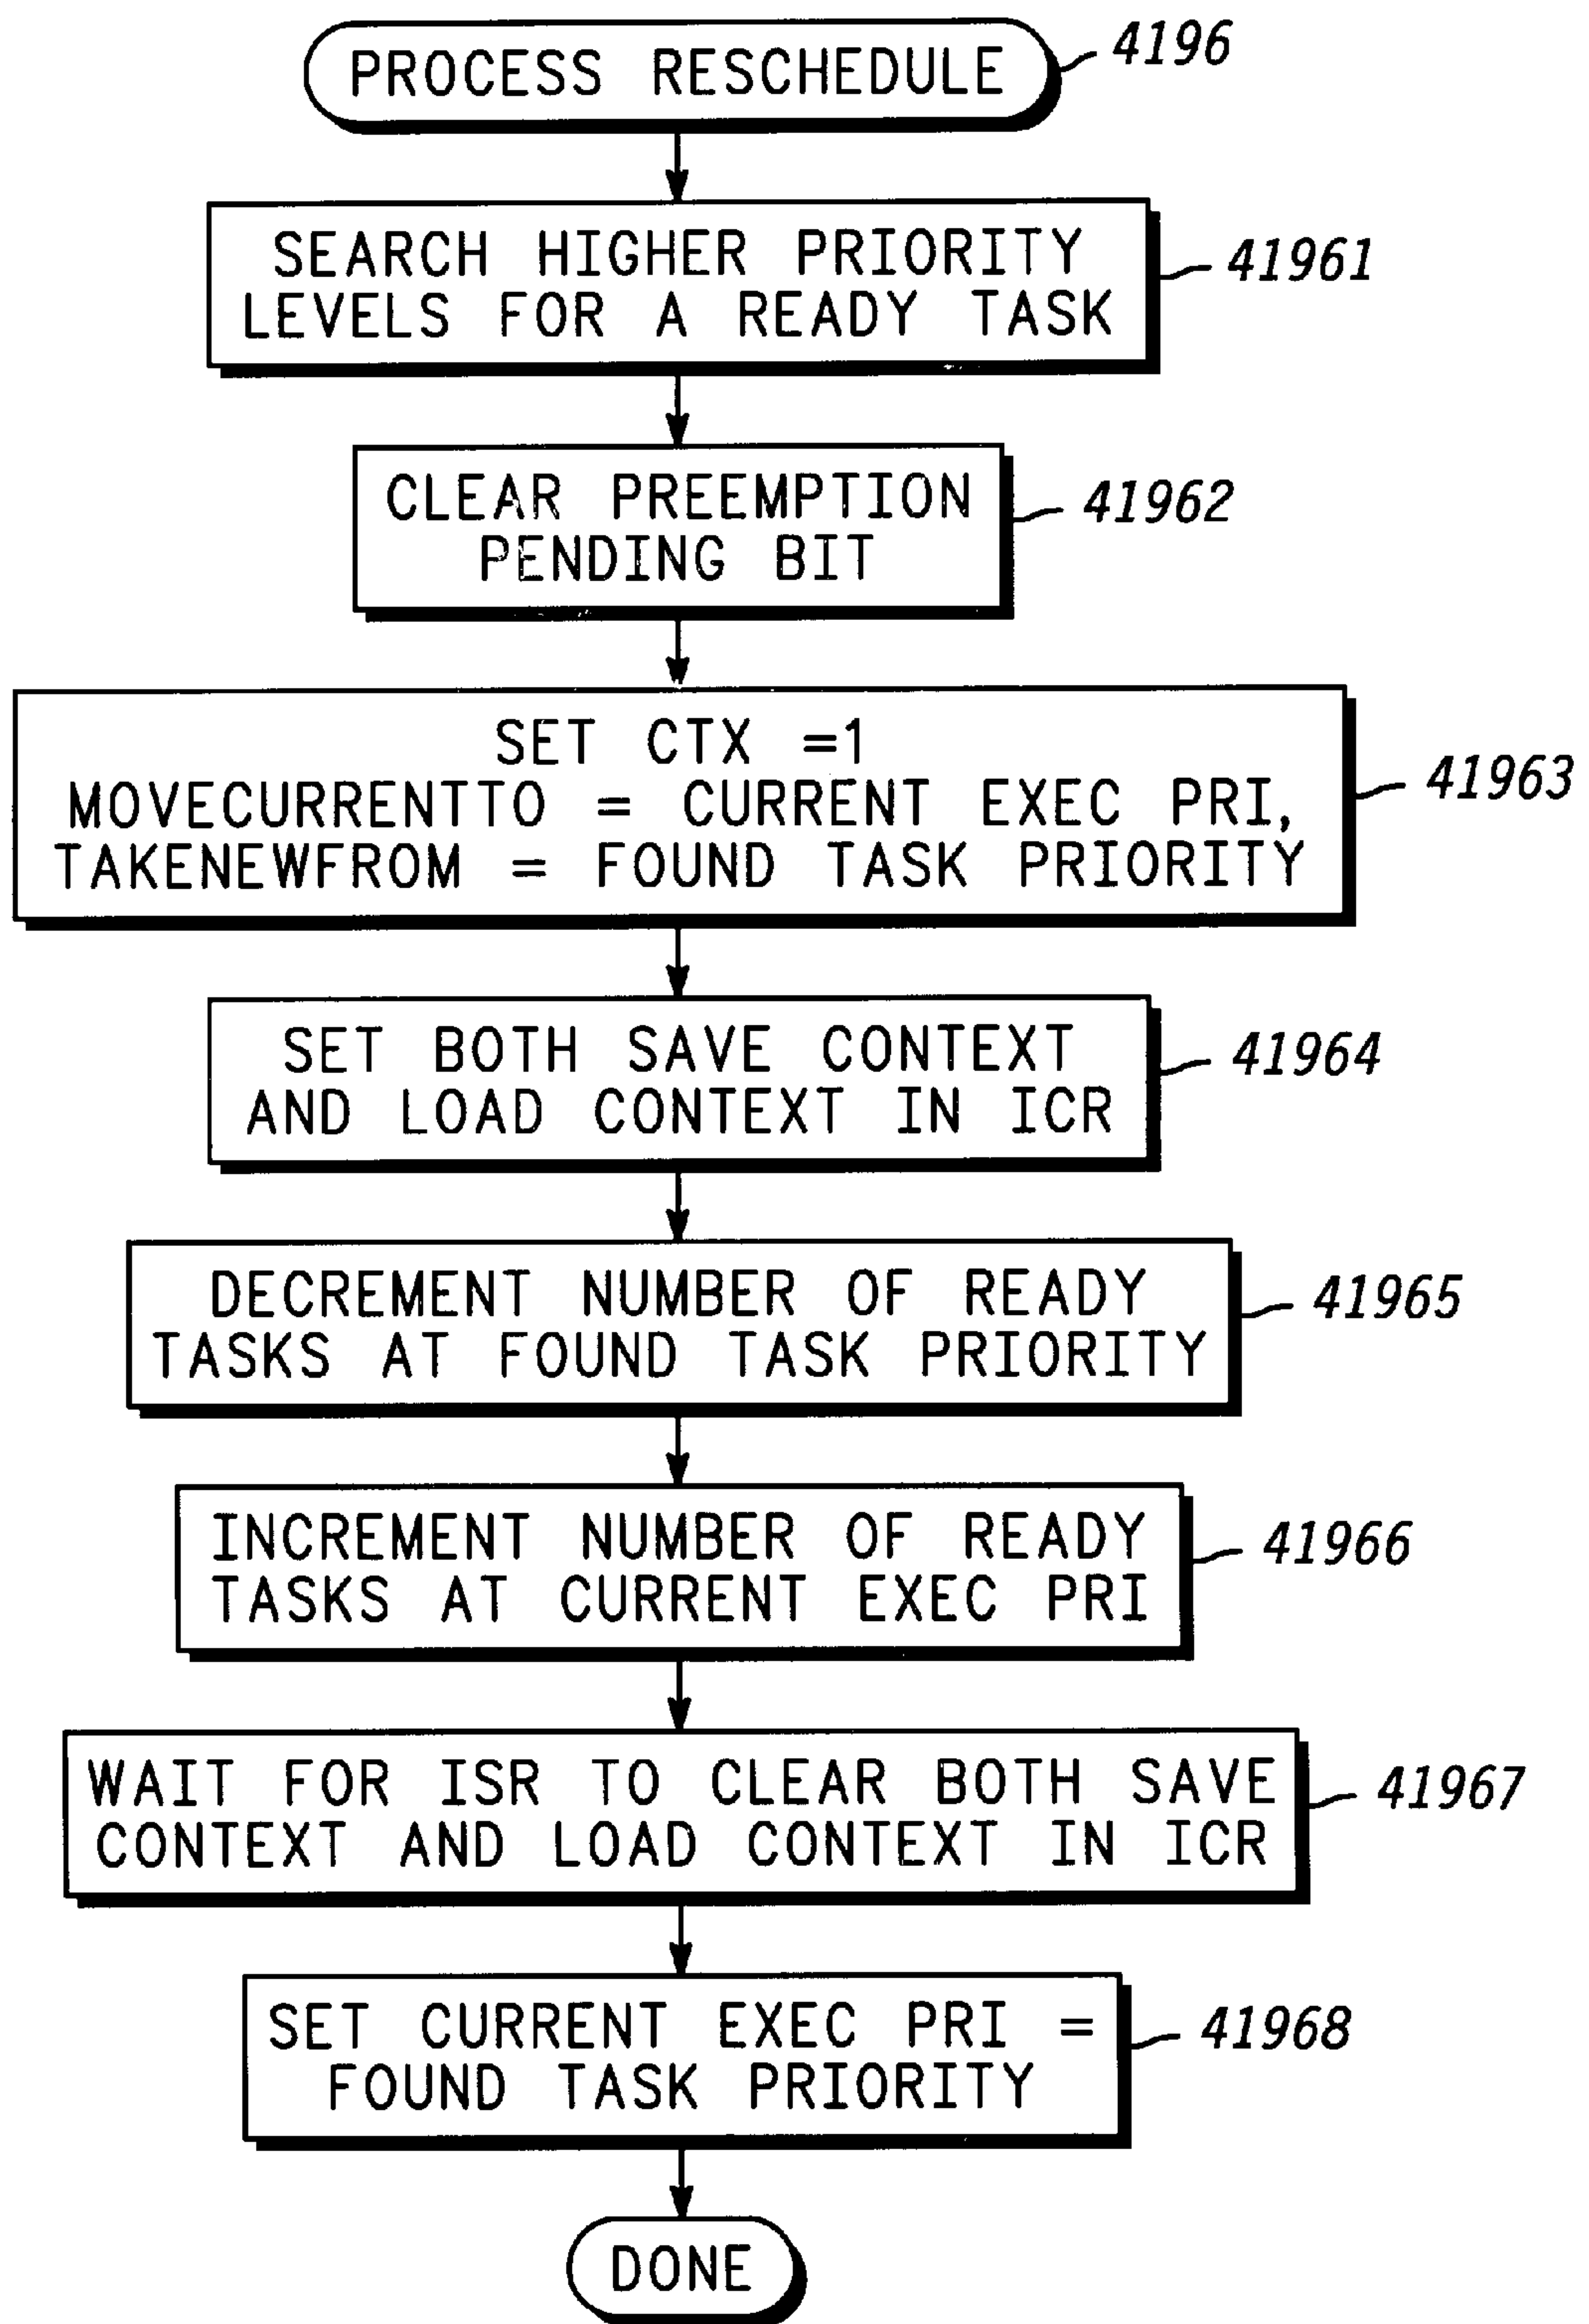 PROCESS RESCHEDULE
4196
SEARCH HIGHER PRIORITY
LEVELS FOR A READY TASK
41961
CLEAR PREEMPTION
PENDING BIT
41962
SET CTX =1
MOVECURRENTTO = CURRENT EXEC PRI,
TAKENEWFROM = FOUND TASK PRIORITY
41963
SET BOTH SAVE CONTEXT
AND LOAD CONTEXT IN ICR
41964
DECREMENT NUMBER OF READY
TASKS AT FOUND TASK PRIORITY
41965
INCREMENT NUMBER OF READY
TASKS AT CURRENT EXEC PRI
41966
WAIT FOR ISR TO CLEAR BOTH SAVE
CONTEXT AND LOAD CONTEXT IN ICR
41967
SET CURRENT EXEC PRI =
FOUND TASK PRIORITY
41968
DONE